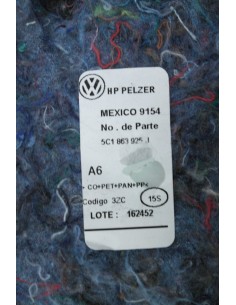 HP PELZER
MEXICO 9154
No . de Parte
5C1 863 925 J
A6
+ CO+PET+PAN+PP<
Codigo 3ZC 15S
LOTE : 162452